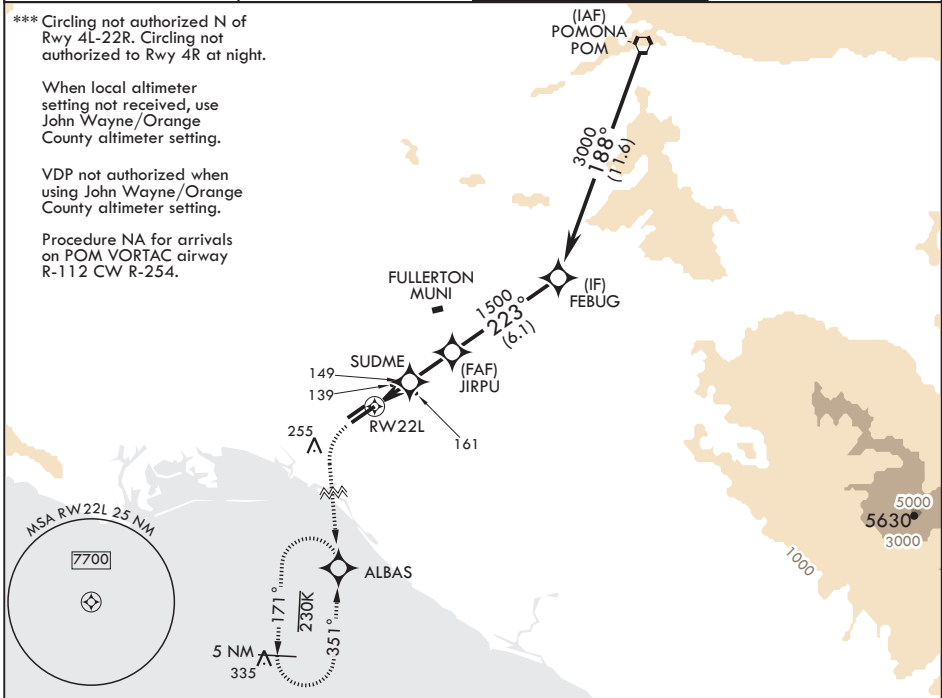 *** Circling not authorized N of
Rwy 4L-22R. Circling not
authorized to Rwy 4R at night.
When local altimeter
setting not received, use
John Wayne/Orange
County altimeter setting.
VDP not authorized when
using John Wayne/Orange
County altimeter setting.
Procedure NA for arrivals
on POM VORTAC airway
R-112 CW R-254.
(IAF)
POMONA
POM
3000
188°
(11.6)
(IF)
FEBUG
FULLERTON
MUNI
1500
223°
(6.1)
(FAF)
JIRPU
SUDME
149
139
RW22L
161
255
5000
5630
3000
1000
MSA RW22L 25 NM
7700
ALBAS
171°
230K
351°
5 NM
335